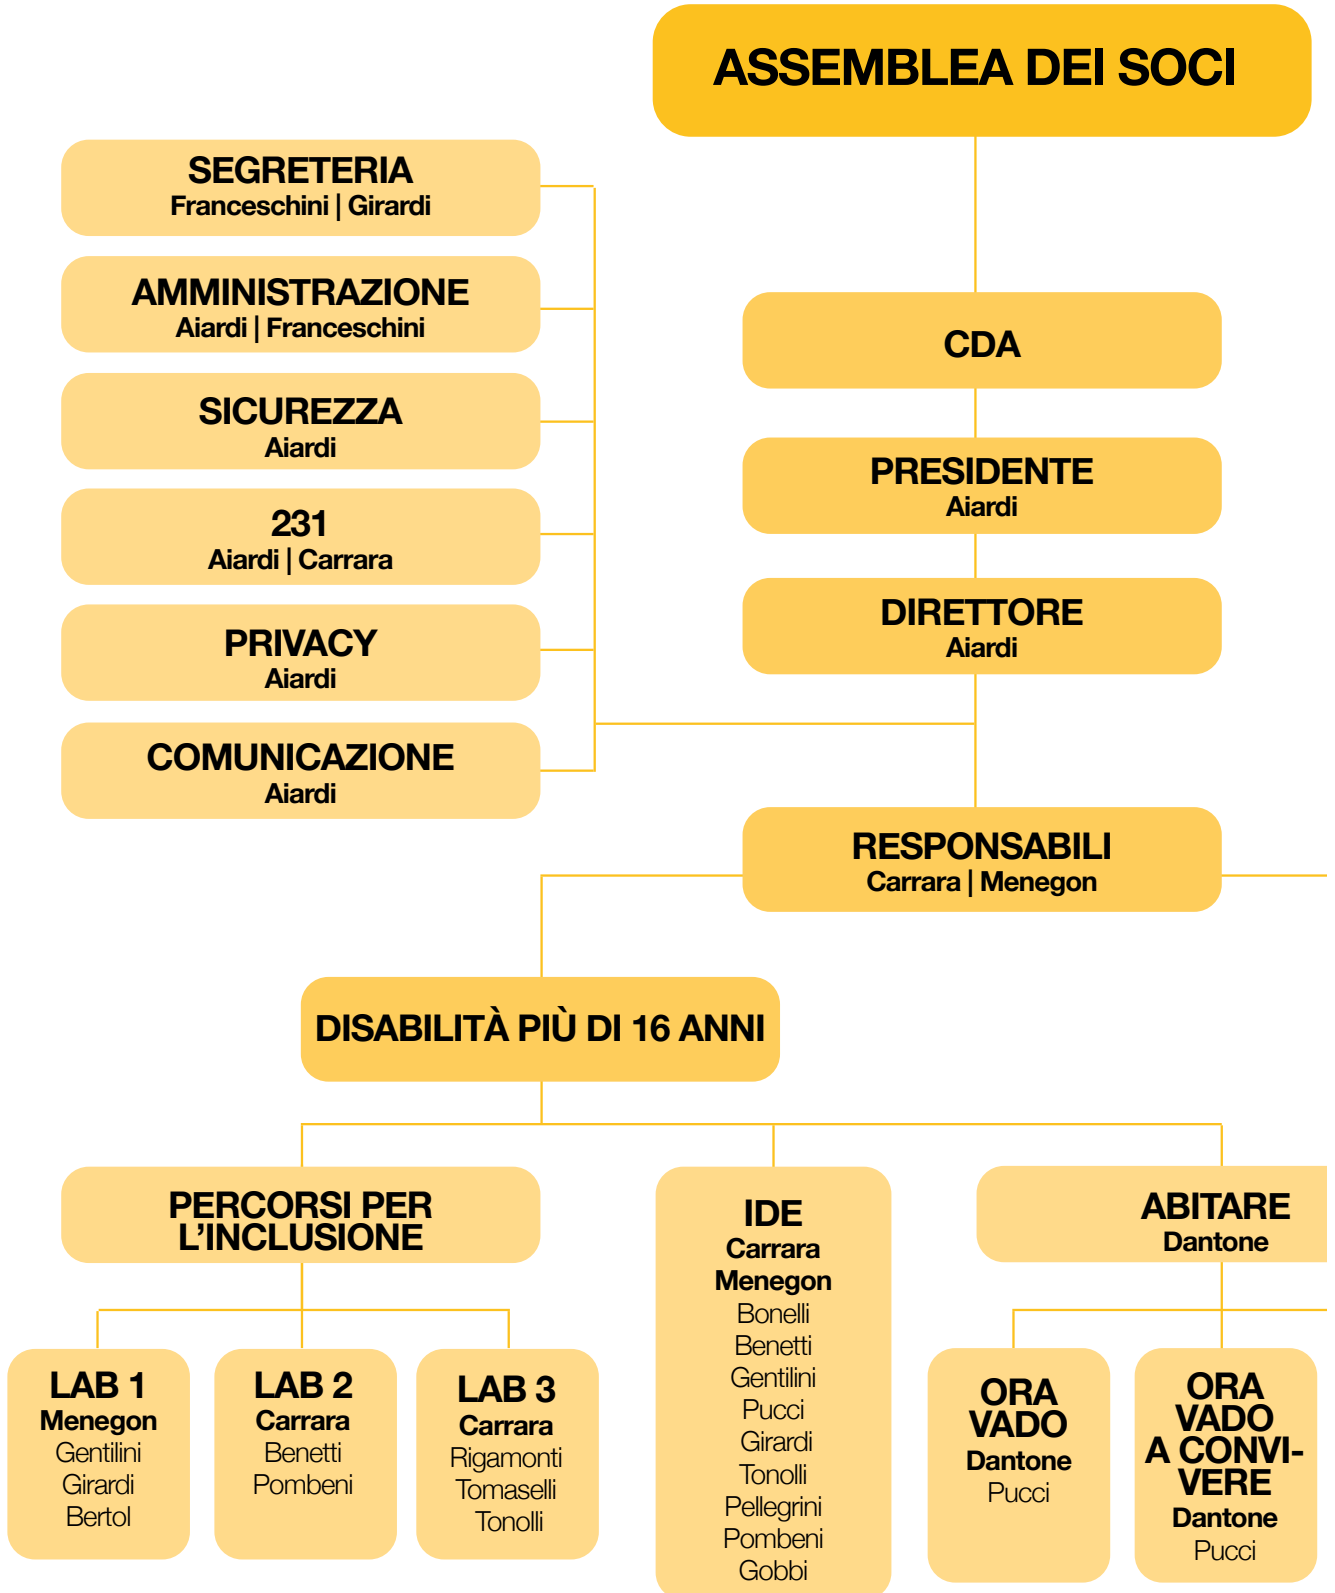 ASSEMBLEA DEI SOCI
SEGRETERIA
Franceschini | Girardi
AMMINISTRAZIONE
Aiardi | Franceschini
SICUREZZA
Aiardi
231
Aiardi | Carrara
PRIVACY
Aiardi
COMUNICAZIONE
Aiardi
CDA
PRESIDENTE
Aiardi
DIRETTORE
Aiardi
RESPONSABILI
Carrara | Menegon
DISABILITÀ PIÙ DI 16 ANNI
PERCORSI PER
L'INCLUSIONE
LAB 1
Menegon
Gentilini
Girardi
Bertol
LAB 2
Carrara
Benetti
Pombeni
LAB 3
Carrara
Rigamonti
Tomaselli
Tonolli
IDE
Carrara
Menegon
Bonelli
Benetti
Gentilini
Pucci
Girardi
Tonolli
Pellegrini
Pombeni
Gobbi
ABITARE
Dantone
ORA
VADO
Dantone
Pucci
ORA
VADO
A CONVI-
VERE
Dantone
Pucci